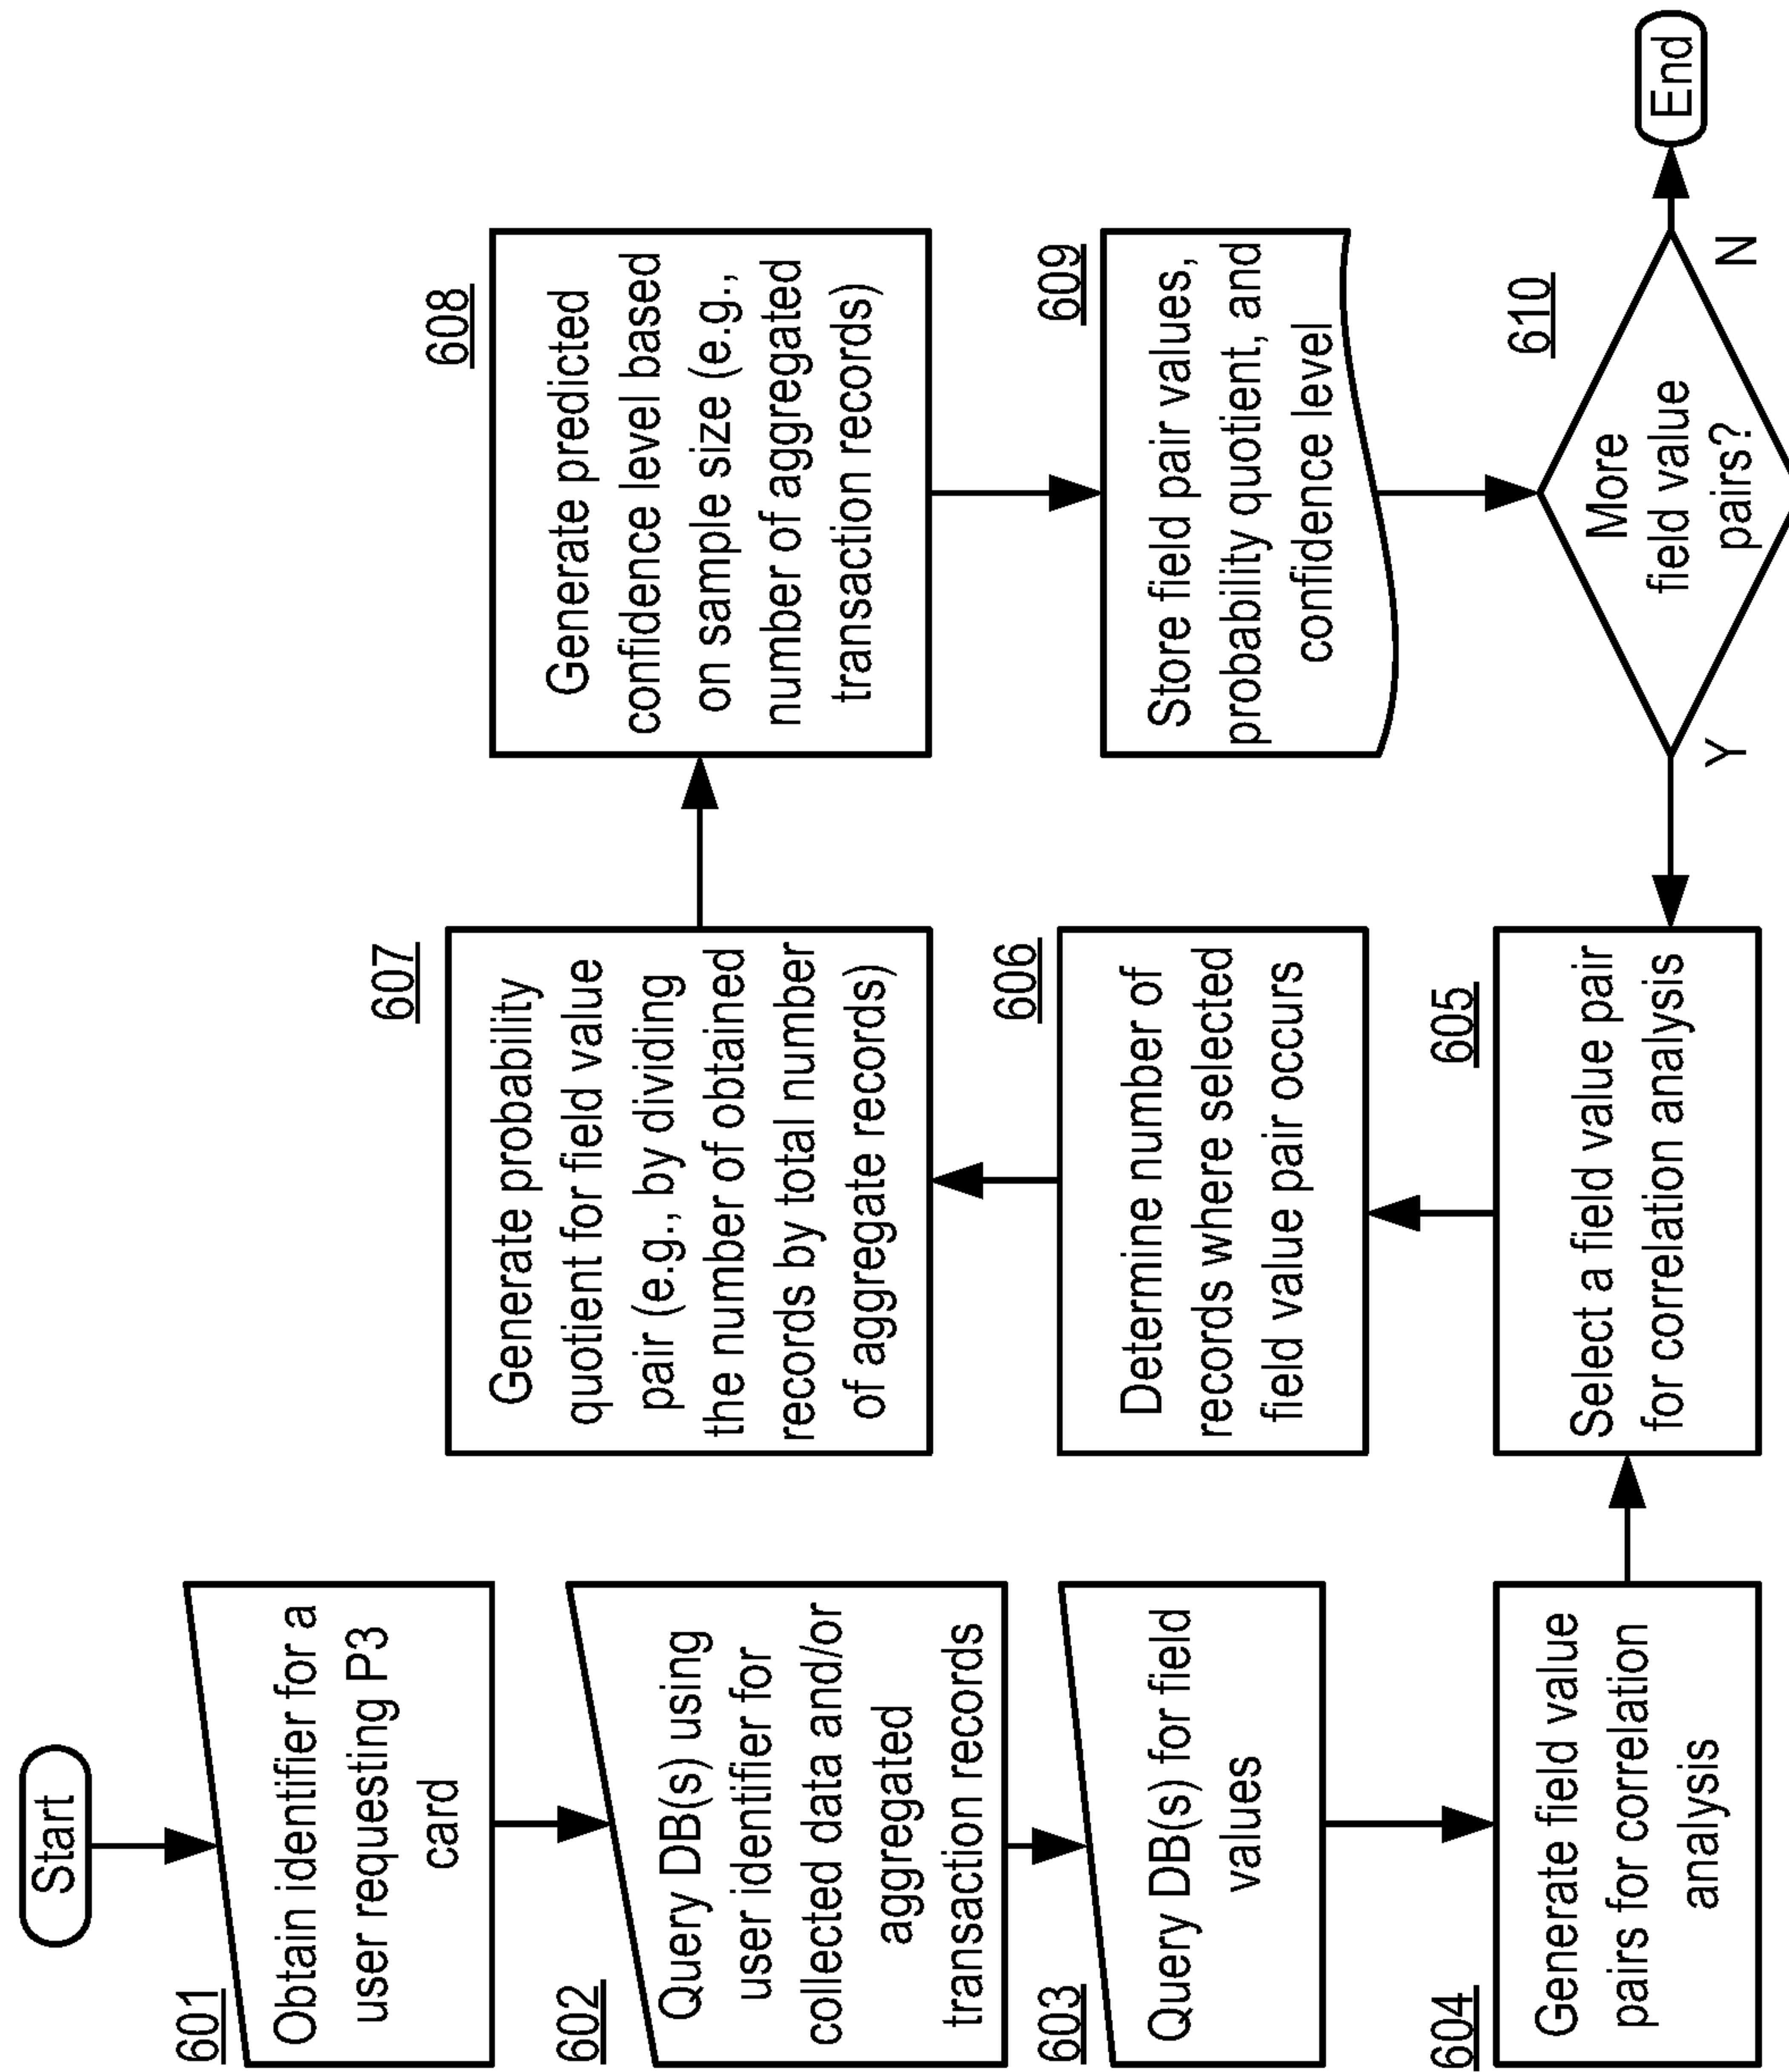 Start
601
Obtain identifier for a
user requesting P3
card
602
Query DB(s) using
user identifier for
collected data and/or
aggregated
transaction records
603
Query DB(s) for field
values
604
Generate field value
pairs for correlation
analysis
605
Select a field value pair
for correlation analysis
606
Determine number of
records where selected
field value pair occurs
607
Generate probability
quotient for field value
pair (e.g., by dividing
the number of obtained
records by total number
of aggregate records)
608
Generate predicted
confidence level based
on sample size (e.g.,
number of aggregated
transaction records)
609
Store field pair values,
probability quotient, and
confidence level
610
More
field value
pairs?
Y
N
End